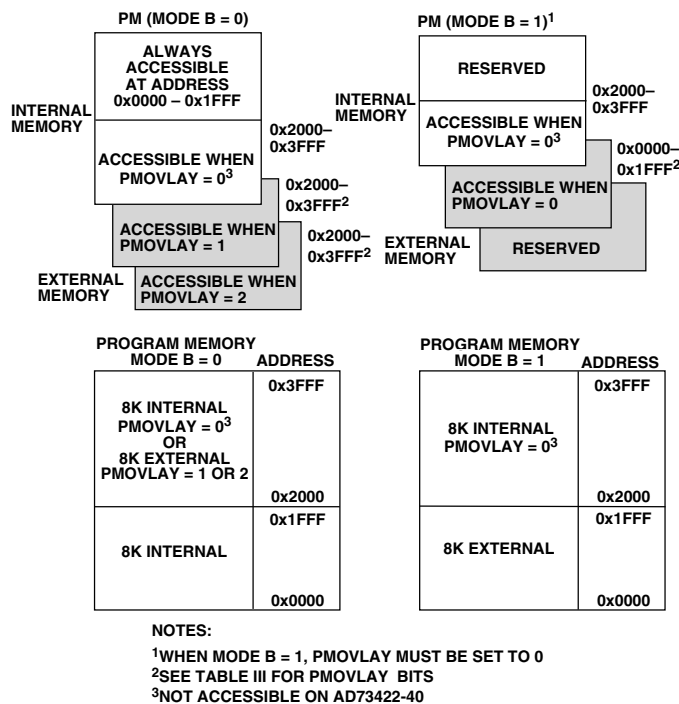 PM (MODE B = 0)
ALWAYS
ACCESSIBLE
AT ADDRESS
0x0000 – 0x1FFF
INTERNAL
MEMORY
0x2000–
0x3FFF
ACCESSIBLE WHEN
PMOVLAY = 0³
0x2000–
0x3FFF²
ACCESSIBLE WHEN
PMOVLAY = 1
0x2000–
0x3FFF²
EXTERNAL
MEMORY
ACCESSIBLE WHEN
PMOVLAY = 2
PM (MODE B = 1)¹
RESERVED
INTERNAL
MEMORY
0x2000–
0x3FFF
ACCESSIBLE WHEN
PMOVLAY = 0³
0x0000–
0x1FFF²
ACCESSIBLE WHEN
PMOVLAY = 0
EXTERNAL
MEMORY
RESERVED
PROGRAM MEMORY
MODE B = 0 ADDRESS
0x3FFF
8K INTERNAL
PMOVLAY = 0³
OR
8K EXTERNAL
PMOVLAY = 1 OR 2
0x2000
0x1FFF
8K INTERNAL
0x0000
PROGRAM MEMORY
MODE B = 1 ADDRESS
0x3FFF
8K INTERNAL
PMOVLAY = 0³
0x2000
0x1FFF
8K EXTERNAL
0x0000
NOTES:
¹WHEN MODE B = 1, PMOVLAY MUST BE SET TO 0
²SEE TABLE III FOR PMOVLAY BITS
³NOT ACCESSIBLE ON AD73422-40